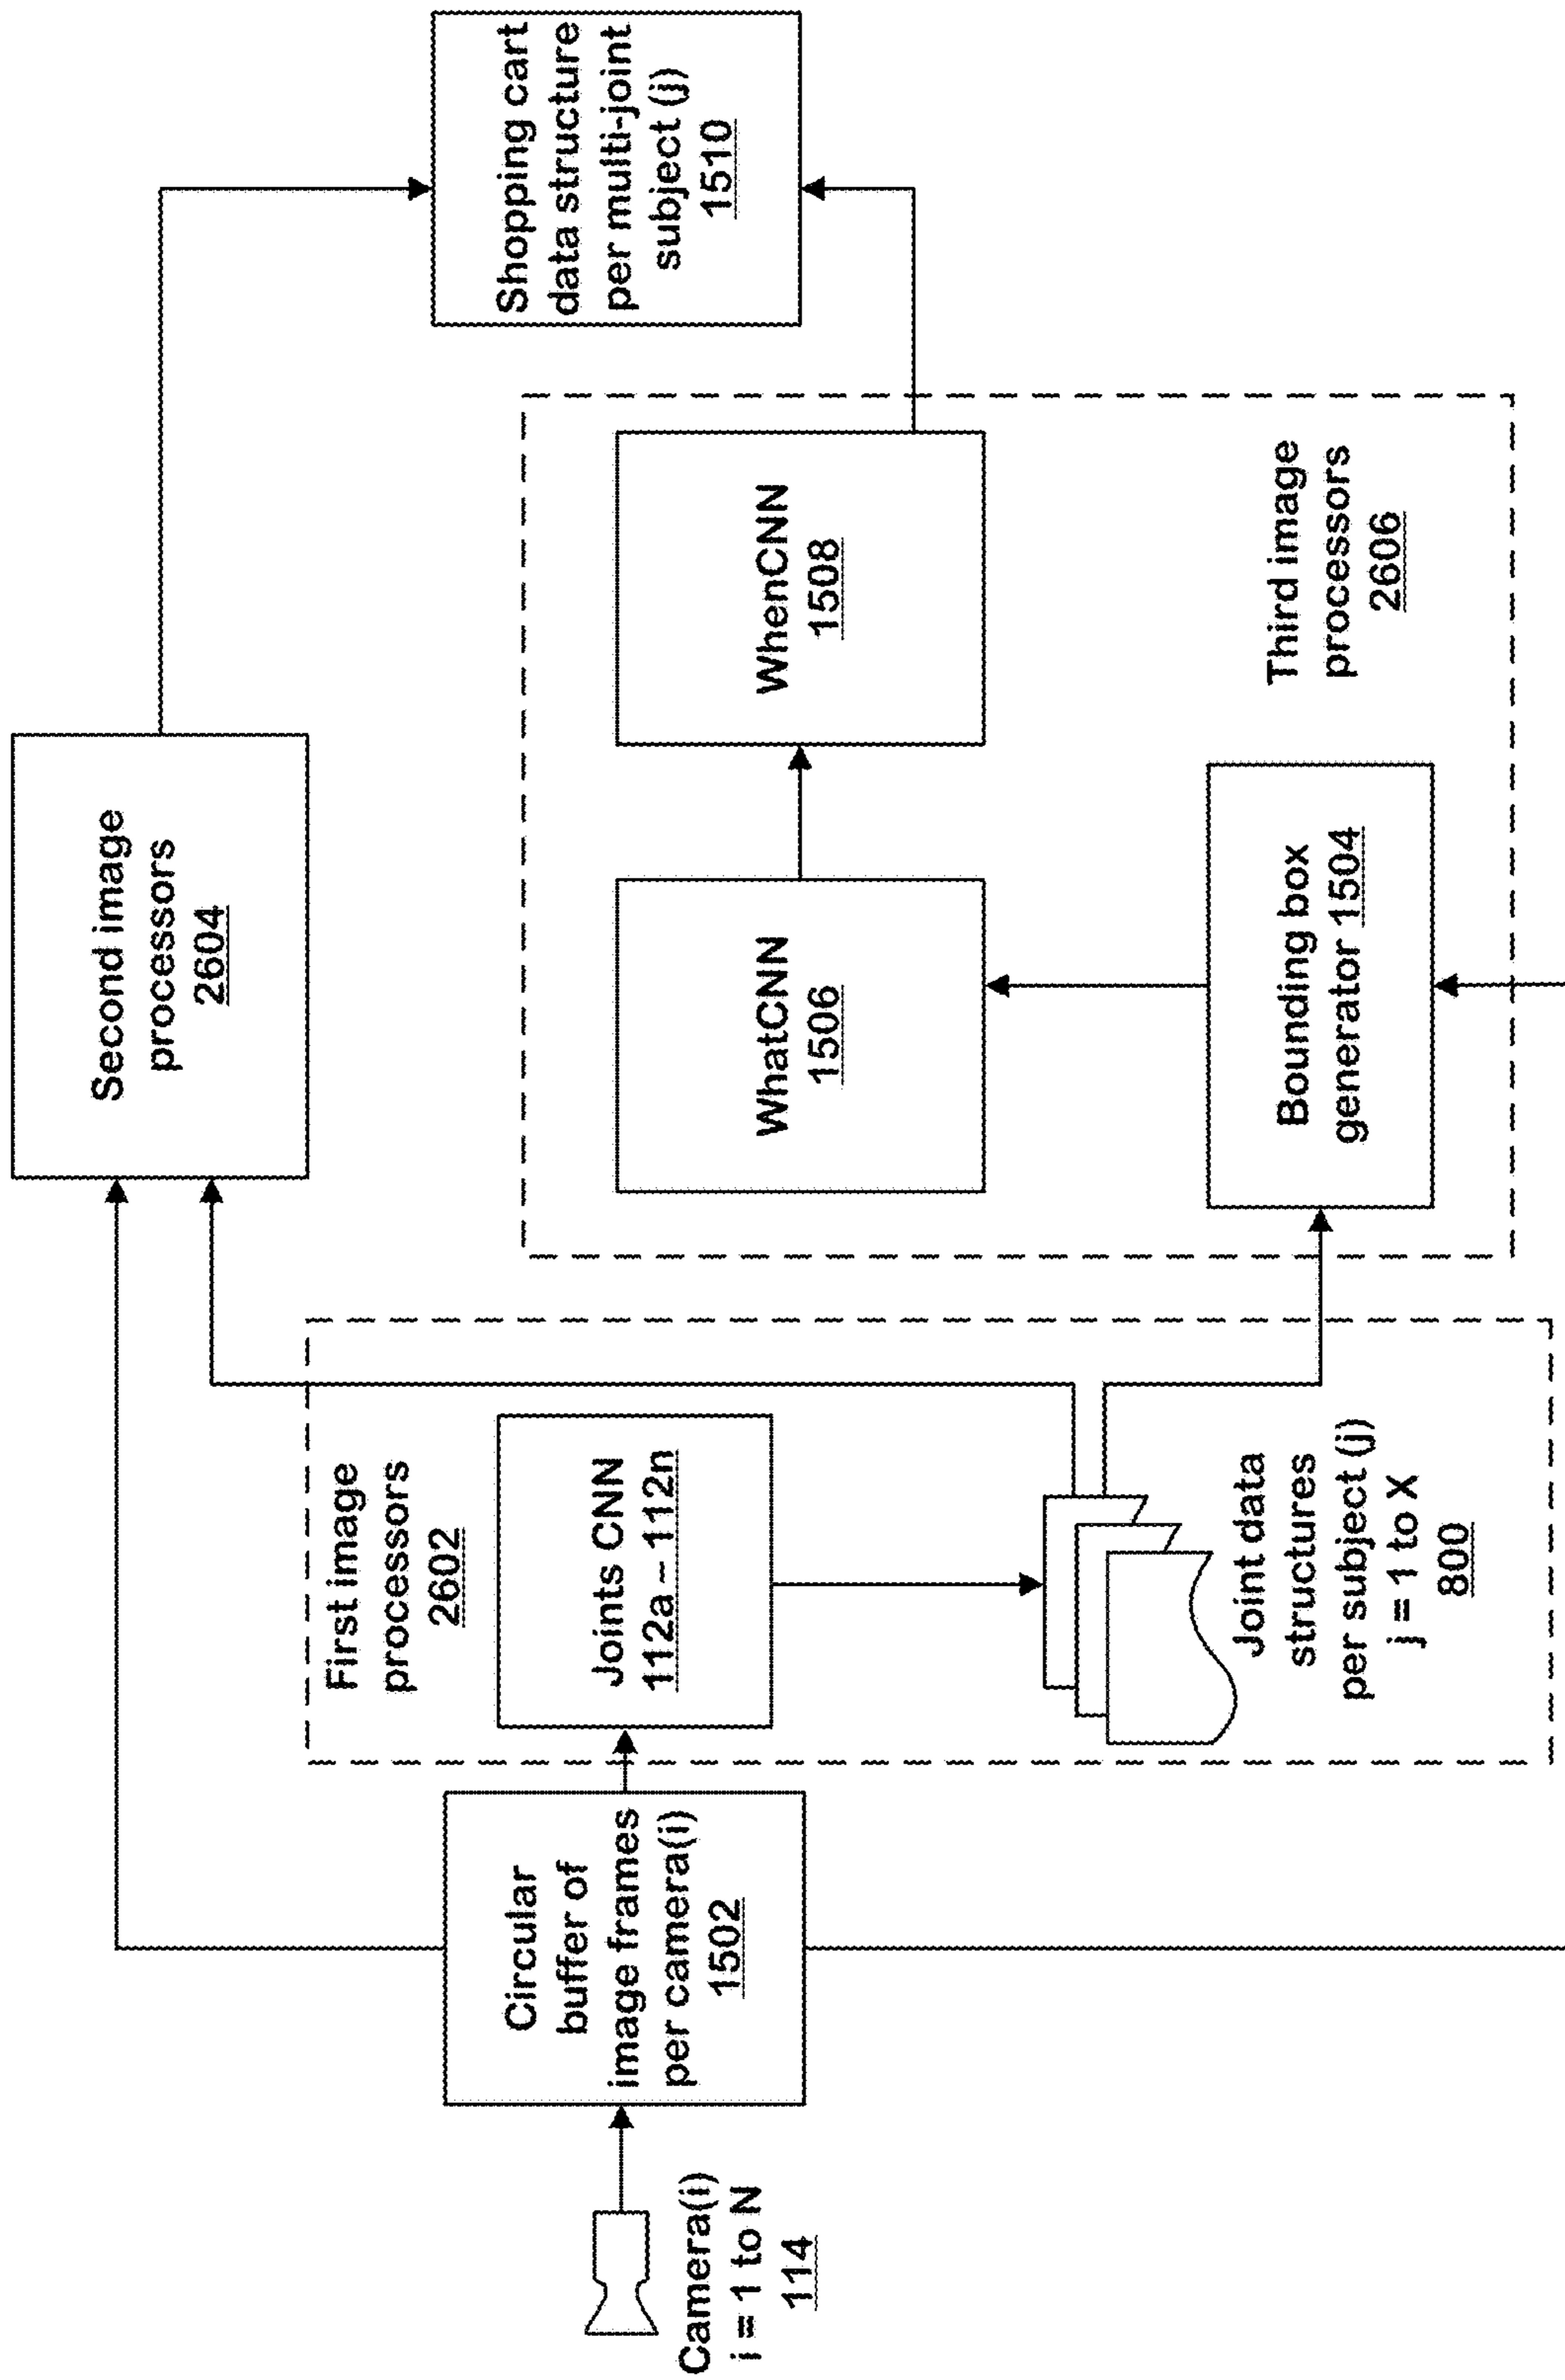 Camera(i)
i = 1 to N
114
Circular
buffer of
image frames
per camera(i)
1502
First image
processors
2602
Joints CNN
112a – 112n
Joint data
structures
per subject (j)
j = 1 to X
800
Second image
processors
2604
WhatCNN
1506
WhenCNN
1508
Bounding box
generator 1504
Third image
processors
2606
Shopping cart
data structure
per multi-joint
subject (j)
1510